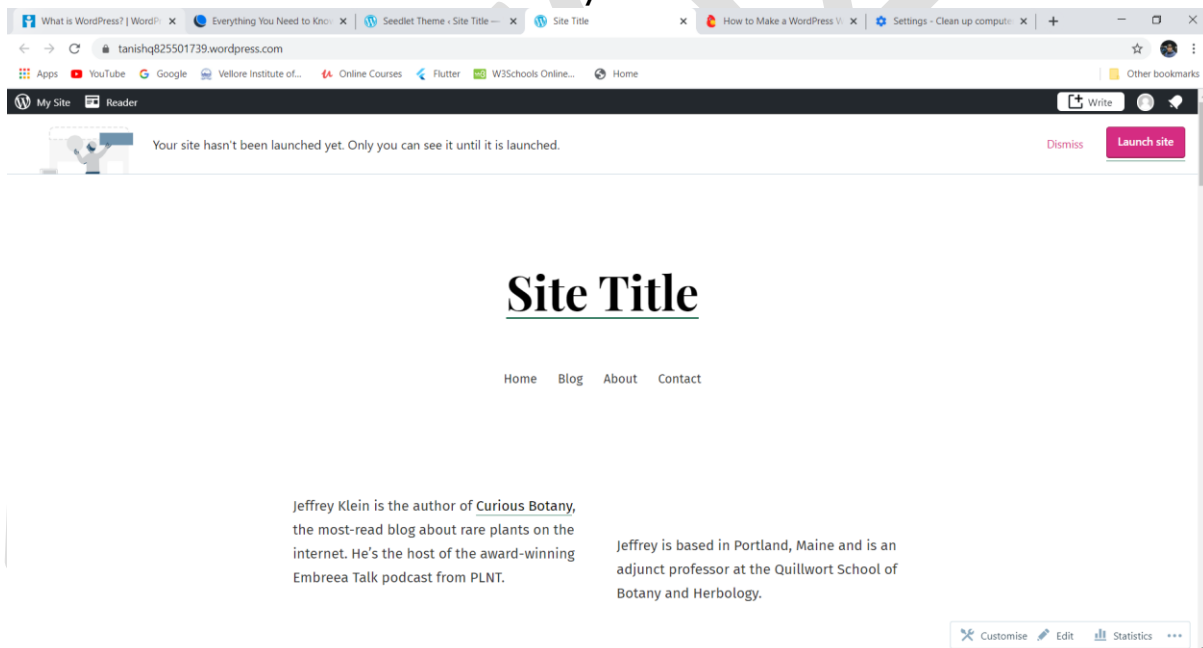 What is WordPress? | WordP
Everything You Need to Know
Seedlet Theme ‹ Site Title —
Site Title
How to Make a WordPress W
Settings - Clean up compute
tanishq825501739.wordpress.com
Apps YouTube Google Vellore Institute of... Online Courses Flutter W3Schools Online... Home Other bookmarks
My Site Reader Write
Your site hasn't been launched yet. Only you can see it until it is launched. Dismiss Launch site
Site Title
Home Blog About Contact
Jeffrey Klein is the author of Curious Botany,
the most-read blog about rare plants on the
internet. He's the host of the award-winning
Embreea Talk podcast from PLNT.
Jeffrey is based in Portland, Maine and is an
adjunct professor at the Quillwort School of
Botany and Herbology.
Customise Edit Statistics